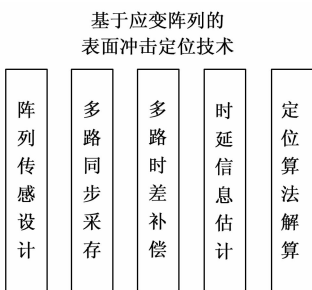 基于应变阵列的
表面冲击定位技术
阵列传感设计
多路同步采存
多路时差补偿
时延信息估计
定位算法解算